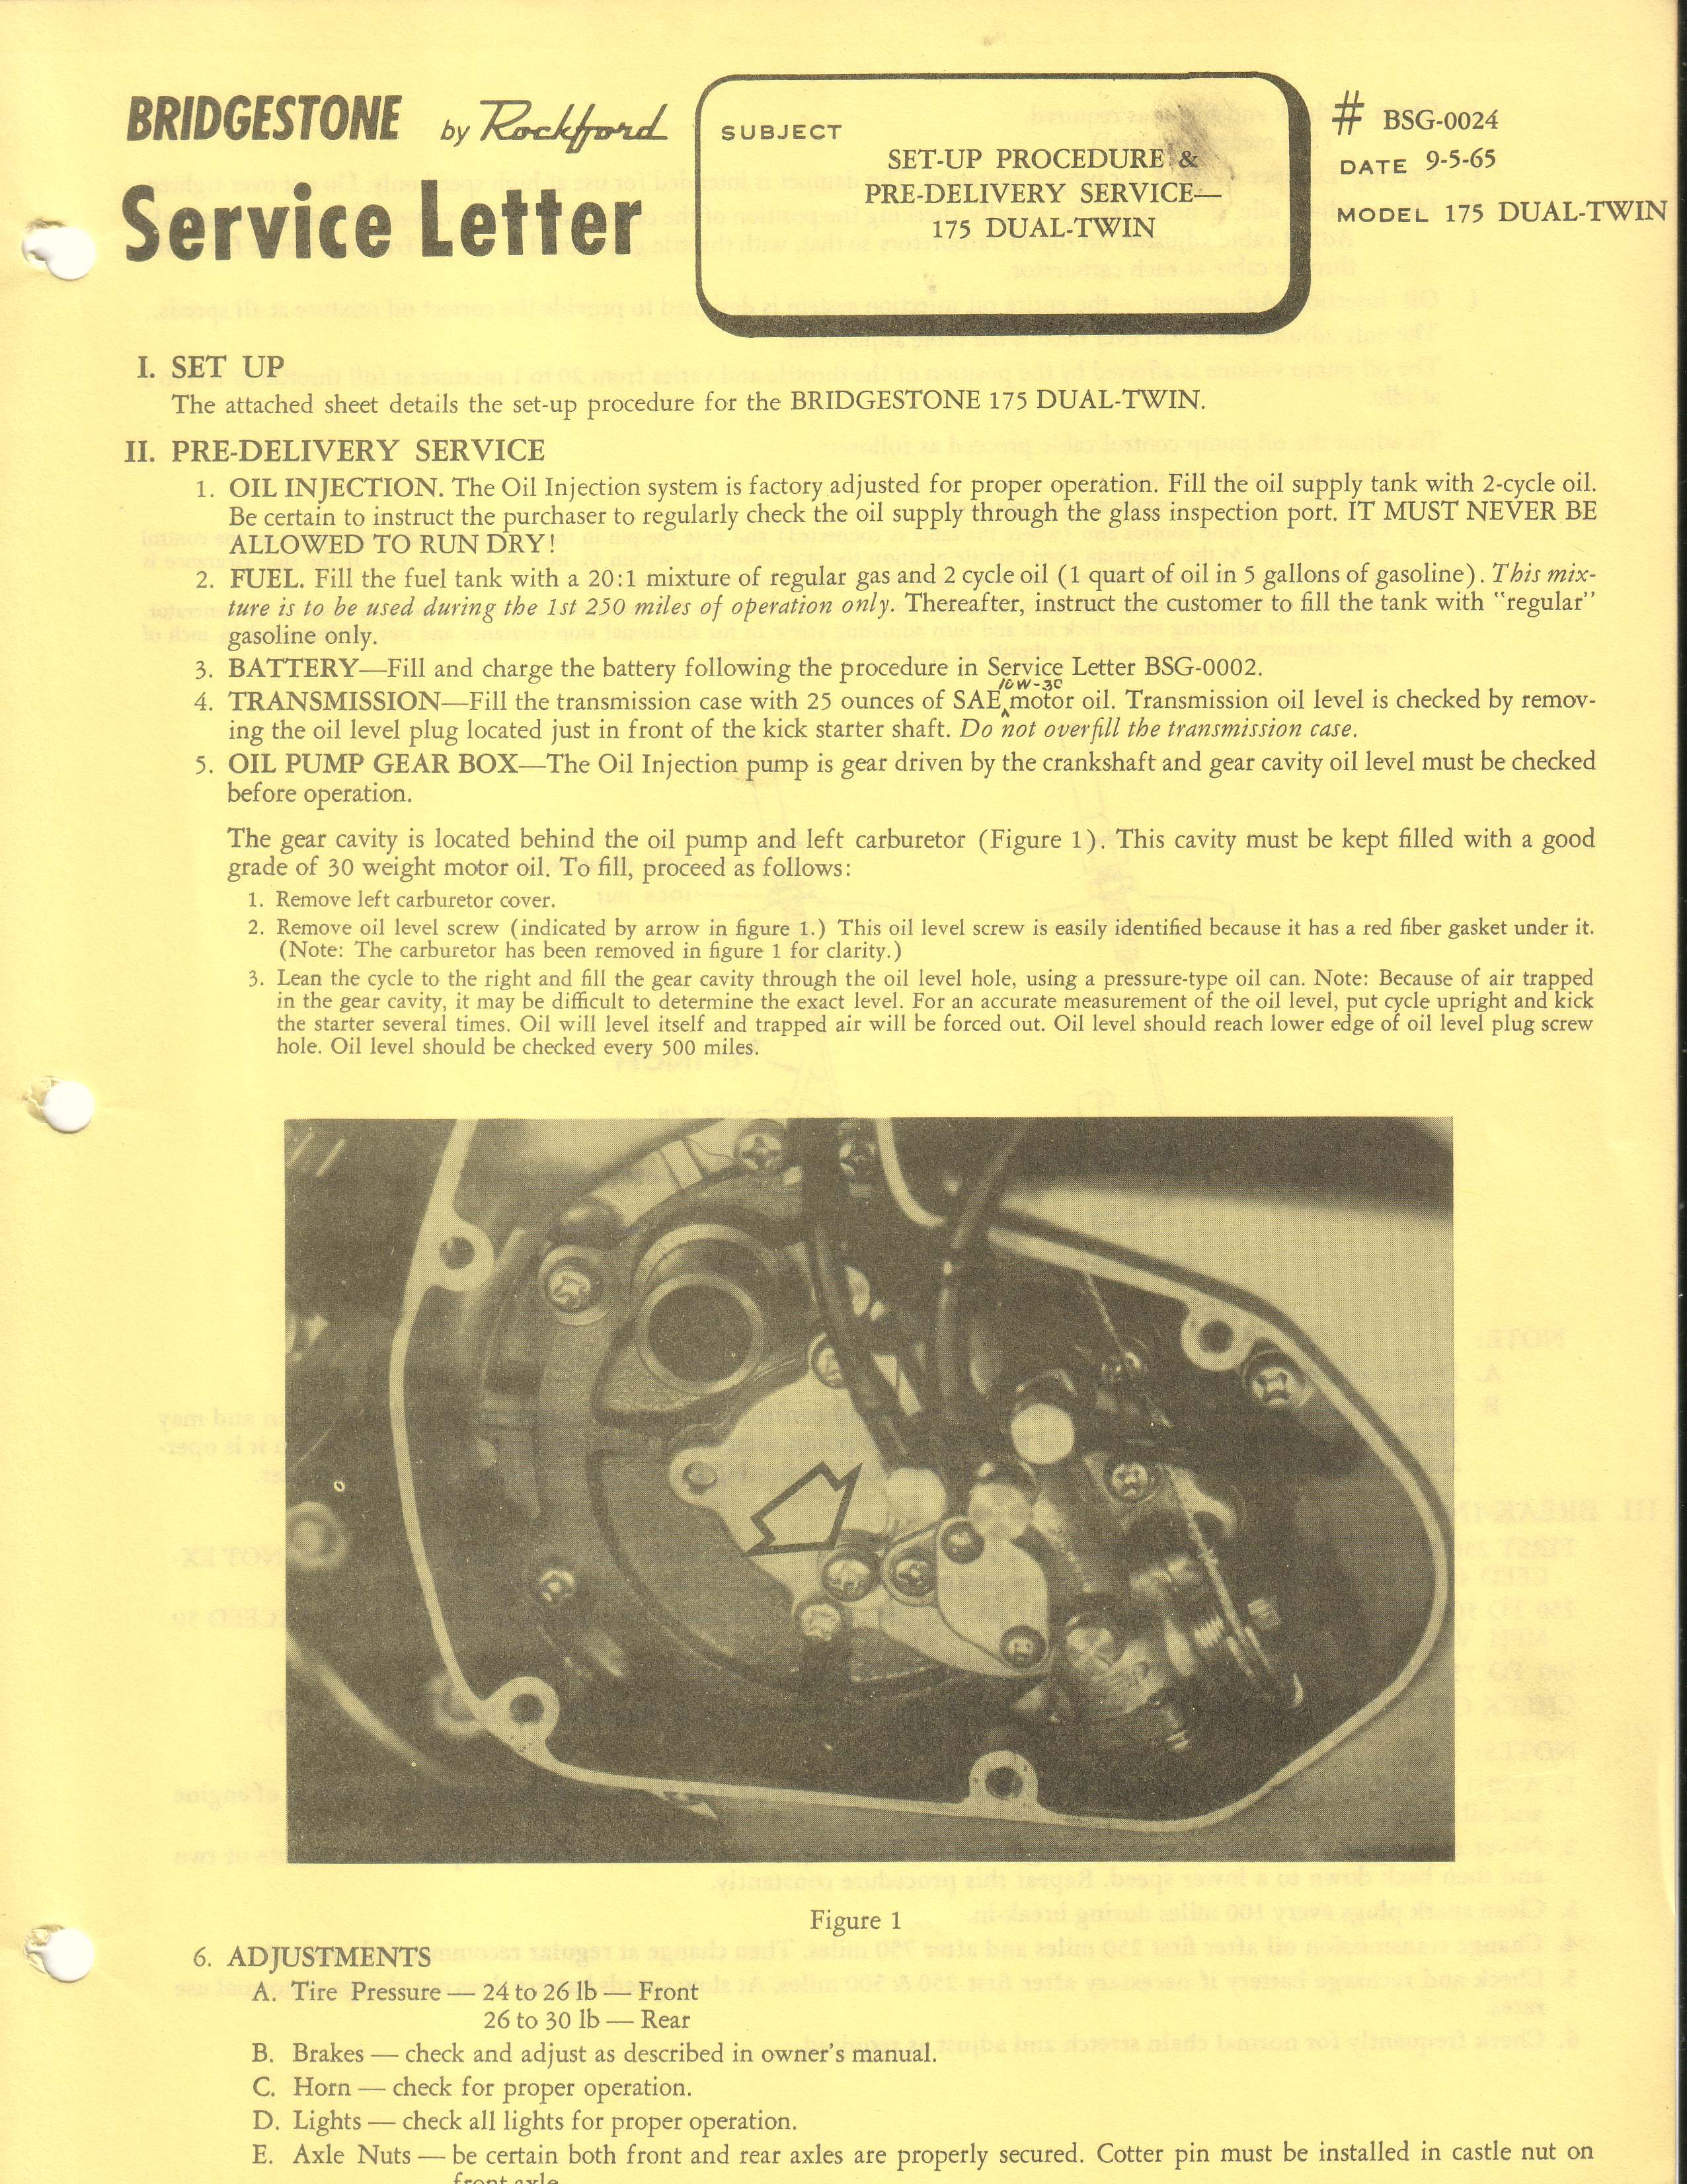 BRIDGESTONE by Rockford
Service Letter
SUBJECT
SET-UP PROCEDURE &
PRE-DELIVERY SERVICE—
175 DUAL-TWIN
# BSG-0024
DATE 9-5-65
MODEL 175 DUAL-TWIN
I. SET UP
The attached sheet details the set-up procedure for the BRIDGESTONE 175 DUAL-TWIN.
II. PRE-DELIVERY SERVICE
1. OIL INJECTION. The Oil Injection system is factory adjusted for proper operation. Fill the oil supply tank with 2-cycle oil.
Be certain to instruct the purchaser to regularly check the oil supply through the glass inspection port. IT MUST NEVER BE
ALLOWED TO RUN DRY!
2. FUEL. Fill the fuel tank with a 20:1 mixture of regular gas and 2 cycle oil (1 quart of oil in 5 gallons of gasoline). This mix-
ture is to be used during the 1st 250 miles of operation only. Thereafter, instruct the customer to fill the tank with "regular"
gasoline only.
3. BATTERY—Fill and charge the battery following the procedure in Service Letter BSG-0002.
10W-30
4. TRANSMISSION—Fill the transmission case with 25 ounces of SAE motor oil. Transmission oil level is checked by remov-
ing the oil level plug located just in front of the kick starter shaft. Do not overfill the transmission case.
5. OIL PUMP GEAR BOX—The Oil Injection pump is gear driven by the crankshaft and gear cavity oil level must be checked
before operation.
The gear cavity is located behind the oil pump and left carburetor (Figure 1). This cavity must be kept filled with a good
grade of 30 weight motor oil. To fill, proceed as follows:
1. Remove left carburetor cover.
2. Remove oil level screw (indicated by arrow in figure 1.) This oil level screw is easily identified because it has a red fiber gasket under it.
(Note: The carburetor has been removed in figure 1 for clarity.)
3. Lean the cycle to the right and fill the gear cavity through the oil level hole, using a pressure-type oil can. Note: Because of air trapped
in the gear cavity, it may be difficult to determine the exact level. For an accurate measurement of the oil level, put cycle upright and kick
the starter several times. Oil will level itself and trapped air will be forced out. Oil level should reach lower edge of oil level plug screw
hole. Oil level should be checked every 500 miles.
Figure 1
6. ADJUSTMENTS
A. Tire Pressure — 24 to 26 lb — Front
26 to 30 lb — Rear
B. Brakes — check and adjust as described in owner's manual.
C. Horn — check for proper operation.
D. Lights — check all lights for proper operation.
E. Axle Nuts — be certain both front and rear axles are properly secured. Cotter pin must be installed in castle nut on
front axle